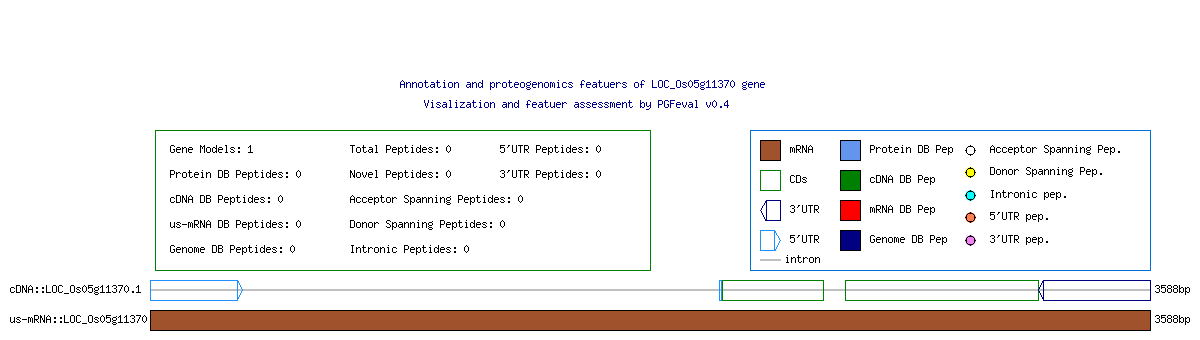 Annotation and proteogenomics featuers of LOC_Os05g11370 gene
Visalization and featuer assessment by PGFeval v0.4
Gene Models: 1 Total Peptides: 0 5'UTR Peptides: 0
Protein DB Peptides: 0 Novel Peptides: 0 3'UTR Peptides: 0
cDNA DB Peptides: 0 Acceptor Spanning Peptides: 0
us-mRNA DB Peptides: 0 Donor Spanning Peptides: 0
Genome DB Peptides: 0 Intronic Peptides: 0
mRNA Protein DB Pep Acceptor Spanning Pep.
CDs cDNA DB Pep Donor Spanning Pep.
3'UTR mRNA DB Pep Intronic pep.
5'UTR Genome DB Pep 5'UTR pep.
intron 3'UTR pep.
cDNA::LOC_Os05g11370.1 3588bp
us-mRNA::LOC_Os05g11370 3588bp